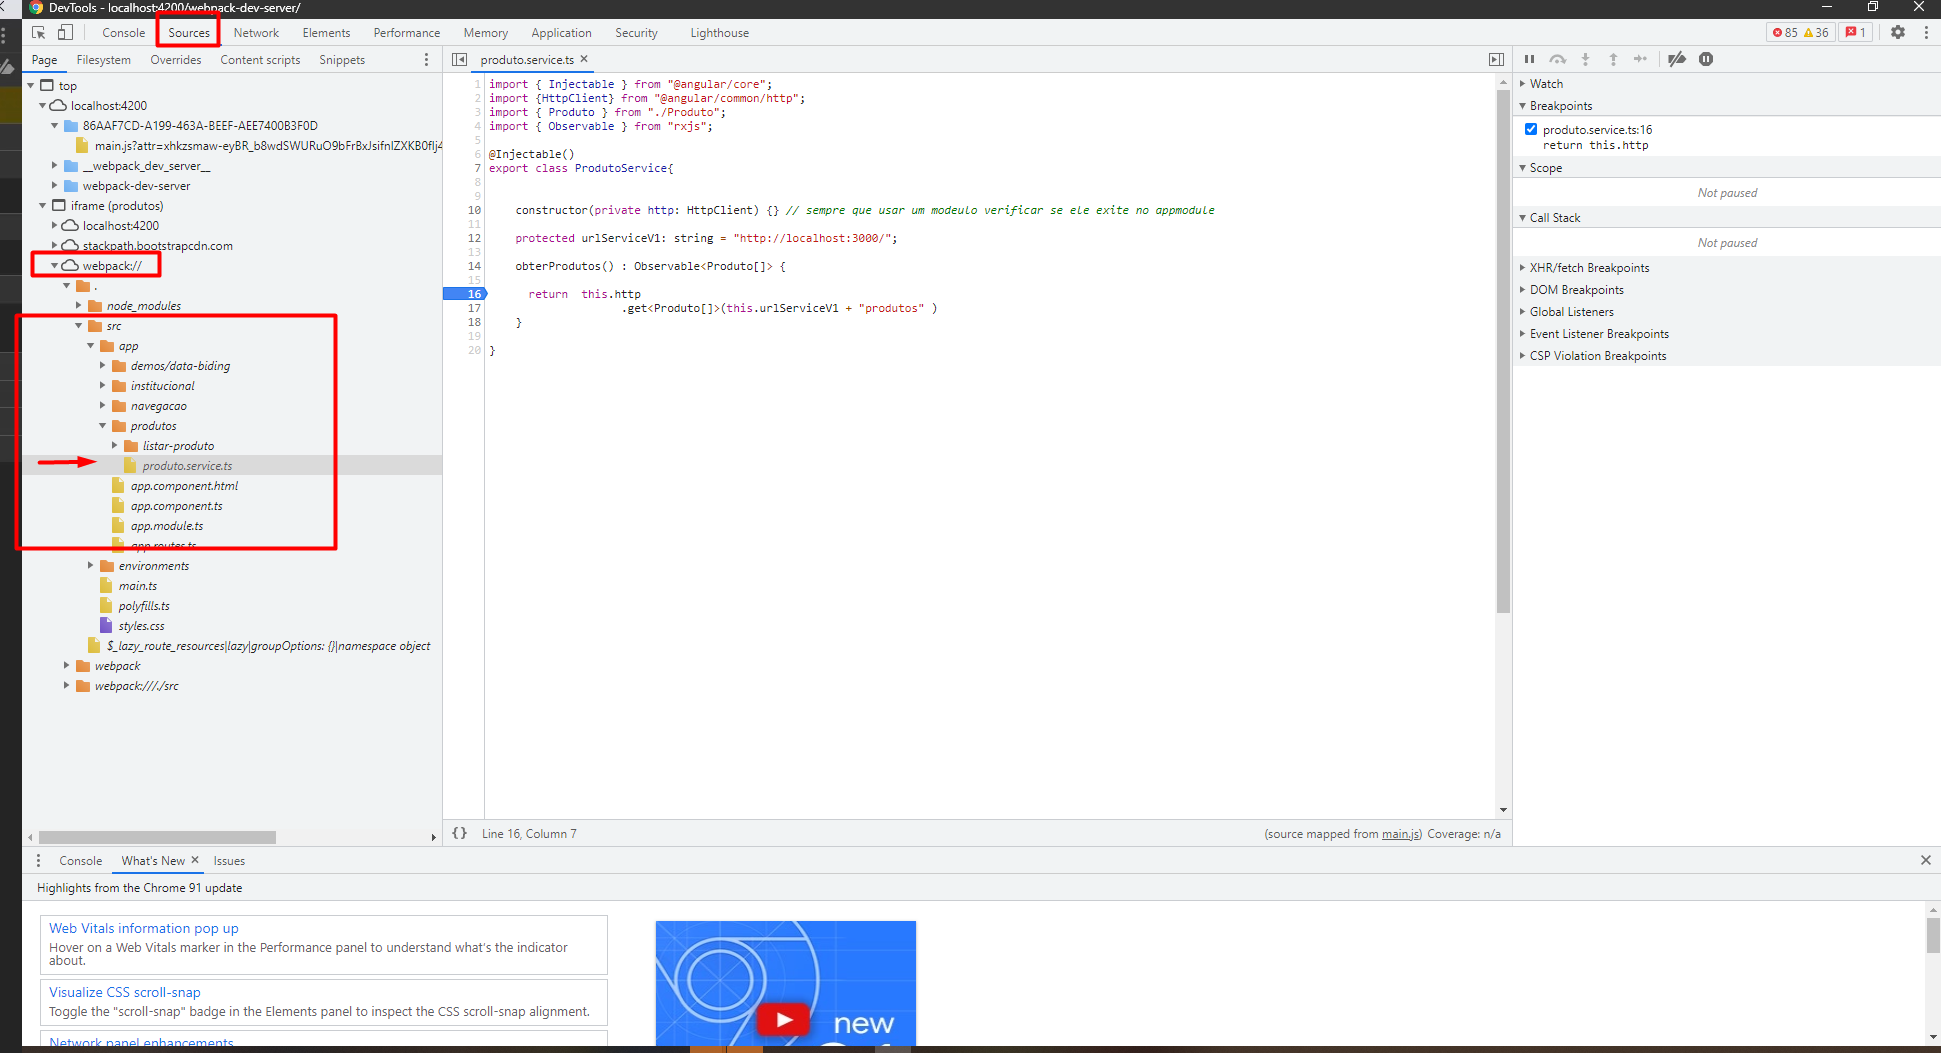 DevTools - localhost:4200/webpack-dev-server/
Console Sources Network Elements Performance Memory Application Security Lighthouse 85 36 1
Page Filesystem Overrides Content scripts Snippets
top
localhost:4200
86AAF7CD-A199-463A-BEEF-AEE7400B3F0D
__webpack_dev_server__
webpack-dev-server
iframe (produtos)
localhost:4200
stackpath.bootstrapcdn.com
webpack://
.
node_modules
src
app
demos/data-biding
institucional
navegacao
produtos
listar-produto
produto.service.ts
app.component.html
app.component.ts
app.module.ts
app.routes.ts
environments
main.ts
polyfills.ts
styles.css
$_lazy_route_resources|lazy|groupOptions: {}|namespace object
webpack
webpack:///./src
produto.service.ts ×
1 import { Injectable } from "@angular/core";
2 import {HttpClient} from "@angular/common/http";
3 import { Produto } from "./Produto";
4 import { Observable } from "rxjs";
5
6 @Injectable()
7 export class ProdutoService{
8
9
10 constructor(private http: HttpClient) {} // sempre que usar um modeulo verificar se ele exite no appmodule
11
12 protected urlServiceV1: string = "http://localhost:3000/";
13
14 obterProdutos() : Observable<Produto[]> {
15
16 return this.http
17 .get<Produto[]>(this.urlServiceV1 + "produtos" )
18 }
19
20 }
{} Line 16, Column 7 (source mapped from main.js) Coverage: n/a
Watch
Breakpoints
produto.service.ts:16
return this.http
Scope
Not paused
Call Stack
Not paused
XHR/fetch Breakpoints
DOM Breakpoints
Global Listeners
Event Listener Breakpoints
CSP Violation Breakpoints
Console What's New × Issues
Highlights from the Chrome 91 update
Web Vitals information pop up
Hover on a Web Vitals marker in the Performance panel to understand what's the indicator
about.
Visualize CSS scroll-snap
Toggle the "scroll-snap" badge in the Elements panel to inspect the CSS scroll-snap alignment.
Network panel enhancements
new